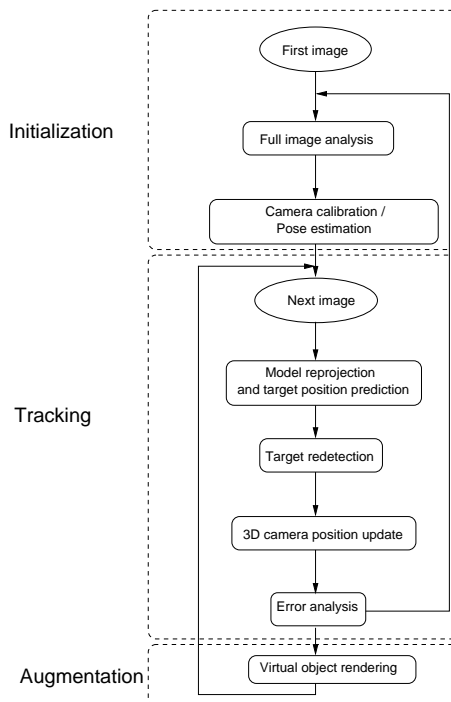 First image
Initialization
Full image analysis
Camera calibration /
Pose estimation
Next image
Model reprojection
and target position prediction
Tracking
Target redetection
3D camera position update
Error analysis
Virtual object rendering
Augmentation